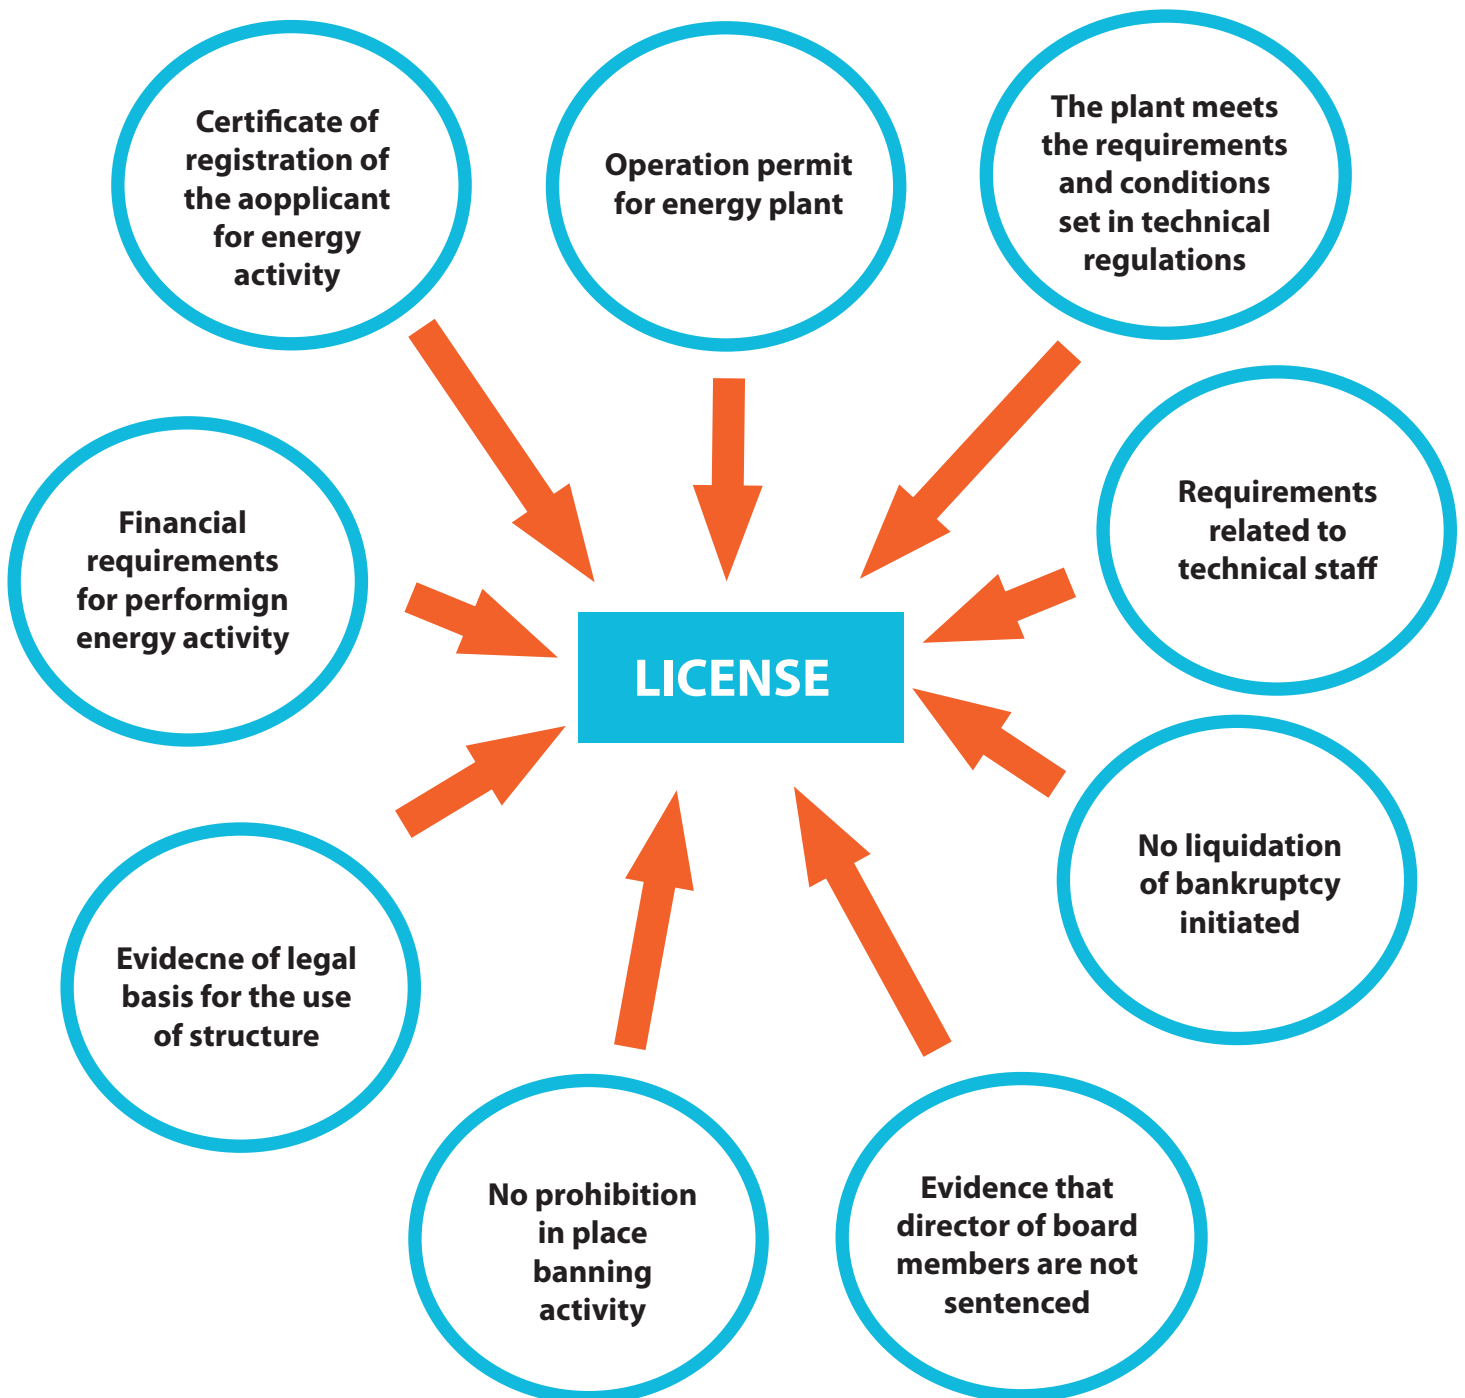 Certificate of
registration of
the aopplicant
for energy
activity
Operation permit
for energy plant
The plant meets
the requirements
and conditions
set in technical
regulations
Financial
requirements
for performign
energy activity
Requirements
related to
technical staff
LICENSE
No liquidation
of bankruptcy
initiated
Evidecne of legal
basis for the use
of structure
No prohibition
in place
banning
activity
Evidence that
director of board
members are not
sentenced